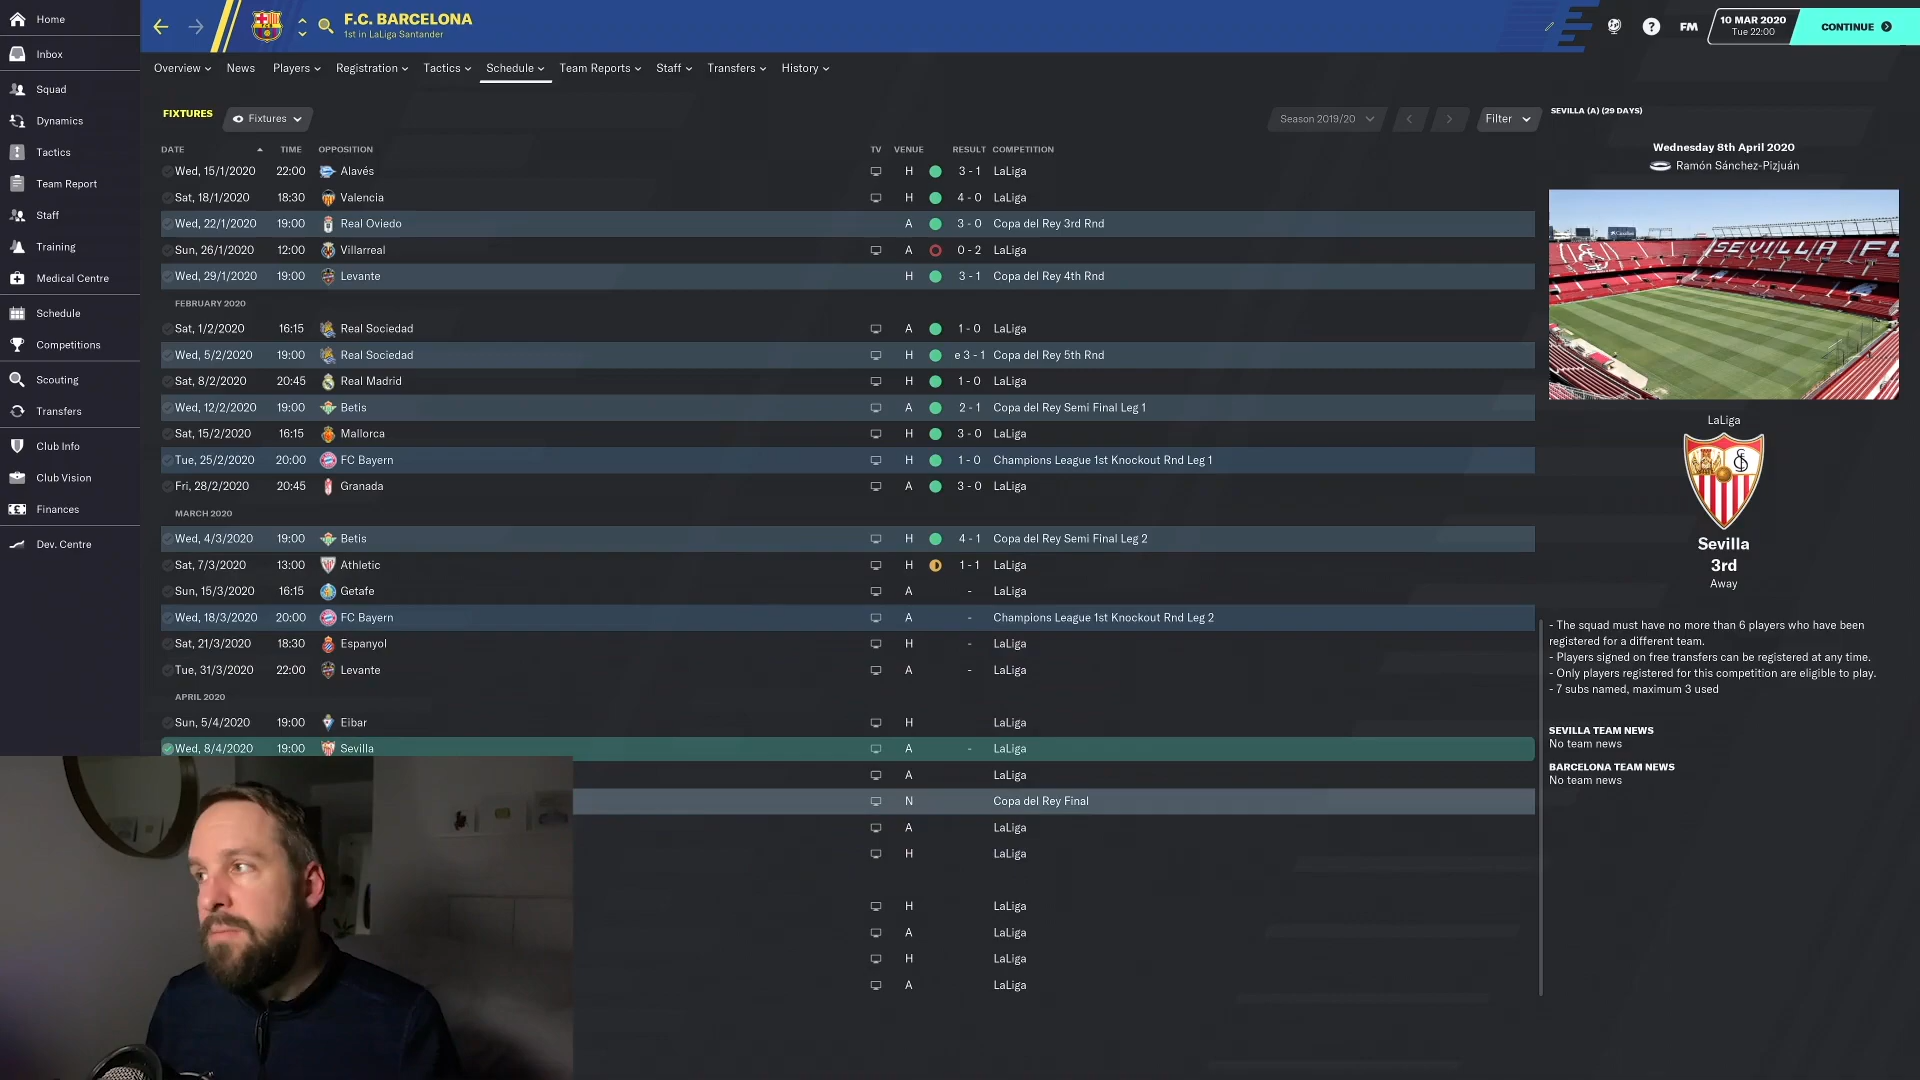 Home
Inbox
Squad
Dynamics
Tactics
Team Report
Staff
Training
Medical Centre
Schedule
Competitions
Scouting
Transfers
Club Info
Club Vision
Finances
Dev. Centre
F.C. BARCELONA
1st in LaLiga Santander
FM
10 MAR 2020
Tue 22:00
CONTINUE
Overview News Players Registration Tactics Schedule Team Reports Staff Transfers History
FIXTURES Fixtures Season 2019/20 Filter
DATE TIME OPPOSITION TV VENUE RESULT COMPETITION
Wed, 15/1/2020 22:00 Alavés H 3 - 1 LaLiga
Sat, 18/1/2020 18:30 Valencia H 4 - 0 LaLiga
Wed, 22/1/2020 19:00 Real Oviedo A 3 - 0 Copa del Rey 3rd Rnd
Sun, 26/1/2020 12:00 Villarreal A 0 - 2 LaLiga
Wed, 29/1/2020 19:00 Levante H 3 - 1 Copa del Rey 4th Rnd
FEBRUARY 2020
Sat, 1/2/2020 16:15 Real Sociedad A 1 - 0 LaLiga
Wed, 5/2/2020 19:00 Real Sociedad H e 3 - 1 Copa del Rey 5th Rnd
Sat, 8/2/2020 20:45 Real Madrid H 1 - 0 LaLiga
Wed, 12/2/2020 19:00 Betis A 2 - 1 Copa del Rey Semi Final Leg 1
Sat, 15/2/2020 16:15 Mallorca H 3 - 0 LaLiga
Tue, 25/2/2020 20:00 FC Bayern H 1 - 0 Champions League 1st Knockout Rnd Leg 1
Fri, 28/2/2020 20:45 Granada A 3 - 0 LaLiga
MARCH 2020
Wed, 4/3/2020 19:00 Betis H 4 - 1 Copa del Rey Semi Final Leg 2
Sat, 7/3/2020 13:00 Athletic H 1 - 1 LaLiga
Sun, 15/3/2020 16:15 Getafe A - LaLiga
Wed, 18/3/2020 20:00 FC Bayern A - Champions League 1st Knockout Rnd Leg 2
Sat, 21/3/2020 18:30 Espanyol H - LaLiga
Tue, 31/3/2020 22:00 Levante A - LaLiga
APRIL 2020
Sun, 5/4/2020 19:00 Eibar H LaLiga
Wed, 8/4/2020 19:00 Sevilla A - LaLiga
A LaLiga
N Copa del Rey Final
A LaLiga
H LaLiga
H LaLiga
A LaLiga
H LaLiga
A LaLiga
SEVILLA (A) (29 DAYS)
Wednesday 8th April 2020
Ramón Sánchez-Pizjuán
SEVILLA FC
LaLiga
Sevilla
3rd
Away
- The squad must have no more than 6 players who have been
registered for a different team.
- Players signed on free transfers can be registered at any time.
- Only players registered for this competition are eligible to play.
- 7 subs named, maximum 3 used
SEVILLA TEAM NEWS
No team news
BARCELONA TEAM NEWS
No team news